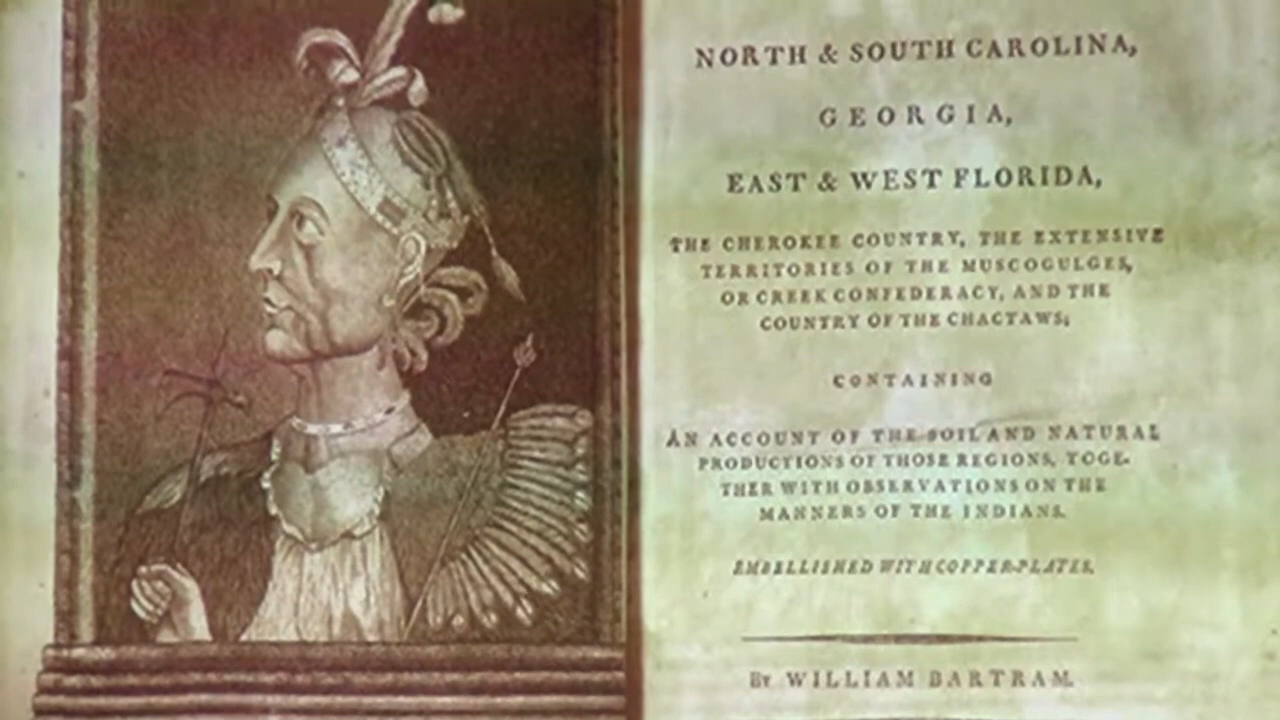 NORTH & SOUTH CAROLINA,
GEORGIA,
EAST & WEST FLORIDA,
THE CHEROKEE COUNTRY, THE EXTENSIVE
TERRITORIES OF THE MUSCOGULGES,
OR CREEK CONFEDERACY, AND THE
COUNTRY OF THE CHACTAWS;
CONTAINING
AN ACCOUNT OF THE SOIL AND NATURAL
PRODUCTIONS OF THOSE REGIONS, TOGE-
THER WITH OBSERVATIONS ON THE
MANNERS OF THE INDIANS.
EMBELLISHED WITH COPPER-PLATES.
By WILLIAM BARTRAM.